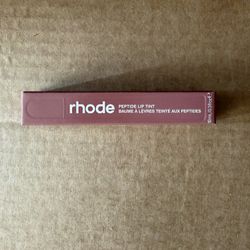 rhode
PEPTIDE LIP TINT
BAUME À LÈVRES TEINTÉ AUX PEPTIDES